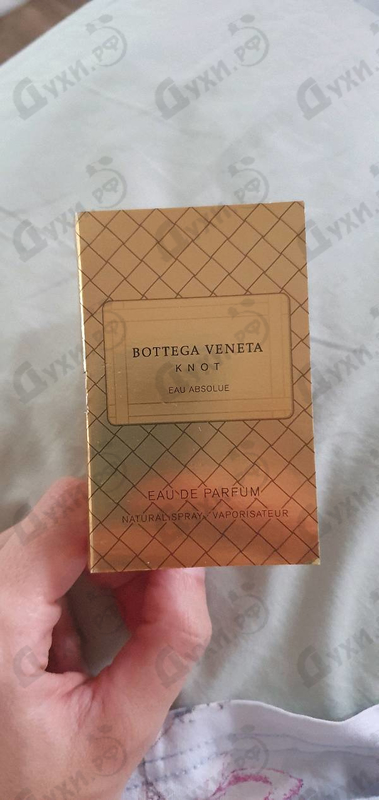 BOTTEGA VENETA
KNOT
EAU ABSOLUE
EAU DE PARFUM
NATURAL SPRAY / VAPORISATEUR
Духи.рф